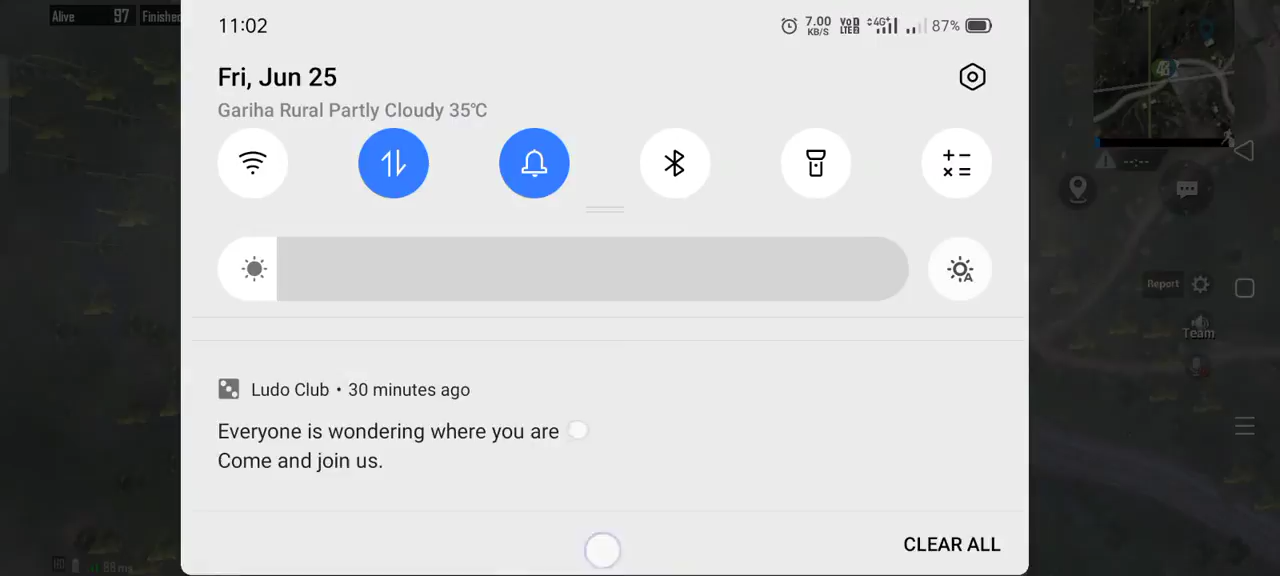 Alive 97 Finished
11:02
7.00 KB/S VoD LTE 4G+ 87%
Fri, Jun 25
Gariha Rural Partly Cloudy 35℃
Ludo Club • 30 minutes ago
Everyone is wondering where you are
Come and join us.
CLEAR ALL
Report
Team
88 ms